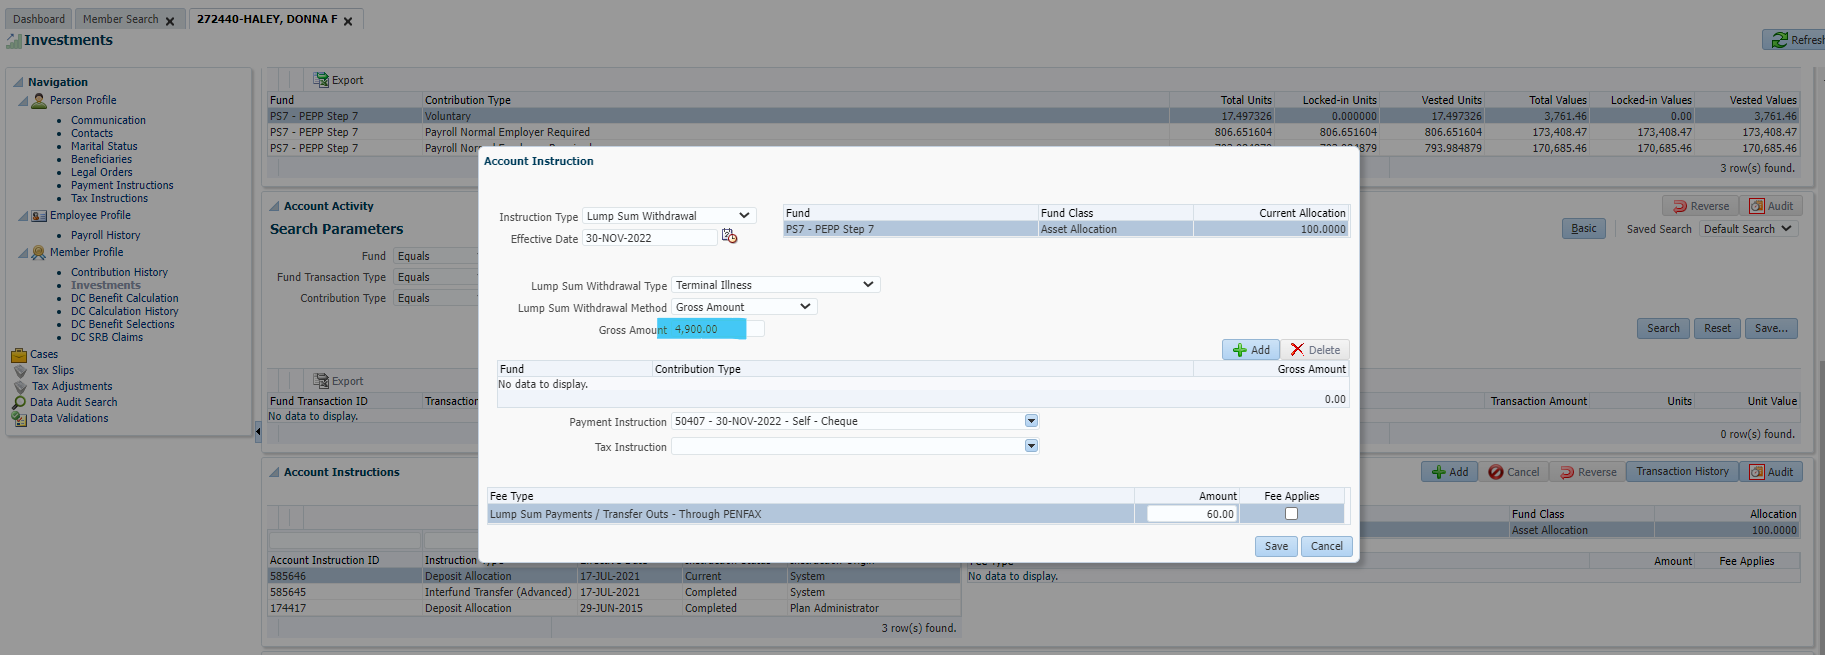 Dashboard Member Search 272440-HALEY, DONNA F
Investments
Refresh
Navigation
Person Profile
Communication
Contacts
Marital Status
Beneficiaries
Legal Orders
Payment Instructions
Tax Instructions
Employee Profile
Payroll History
Member Profile
Contribution History
Investments
DC Benefit Calculation
DC Calculation History
DC Benefit Selections
DC SRB Claims
Cases
Tax Slips
Tax Adjustments
Data Audit Search
Data Validations
Export
Fund Contribution Type Total Units Locked-in Units Vested Units Total Values Locked-in Values Vested Values
PS7 - PEPP Step 7 Voluntary 17.497326 0.000000 17.497326 3,761.46 0.00 3,761.46
PS7 - PEPP Step 7 Payroll Normal Employer Required 806.651604 806.651604 806.651604 173,408.47 173,408.47 173,408.47
PS7 - PEPP Step 7 793.984879 170,685.46 170,685.46 170,685.46
3 row(s) found.
Account Activity
Reverse Audit
Search Parameters
Basic Saved Search Default Search
Fund Equals
Fund Transaction Type Equals
Contribution Type Equals
Search Reset Save...
Export
Fund Transaction ID Transaction Amount Units Unit Value
No data to display.
0 row(s) found.
Account Instruction
Instruction Type Lump Sum Withdrawal
Effective Date 30-NOV-2022
Fund Fund Class Current Allocation
PS7 - PEPP Step 7 Asset Allocation 100.0000
Lump Sum Withdrawal Type Terminal Illness
Lump Sum Withdrawal Method Gross Amount
Gross Amount 4,900.00
Add Delete
Fund Contribution Type Gross Amount
No data to display.
0.00
Payment Instruction 50407 - 30-NOV-2022 - Self - Cheque
Tax Instruction
Fee Type Amount Fee Applies
Lump Sum Payments / Transfer Outs - Through PENFAX 60.00
Save Cancel
Account Instructions
Add Cancel Reverse Transaction History Audit
Fund Class Allocation
Asset Allocation 100.0000
Account Instruction ID
585646 Deposit Allocation 17-JUL-2021 Current System
585645 Interfund Transfer (Advanced) 17-JUL-2021 Completed System
174417 Deposit Allocation 29-JUN-2015 Completed Plan Administrator
3 row(s) found.
Amount Fee Applies
No data to display.